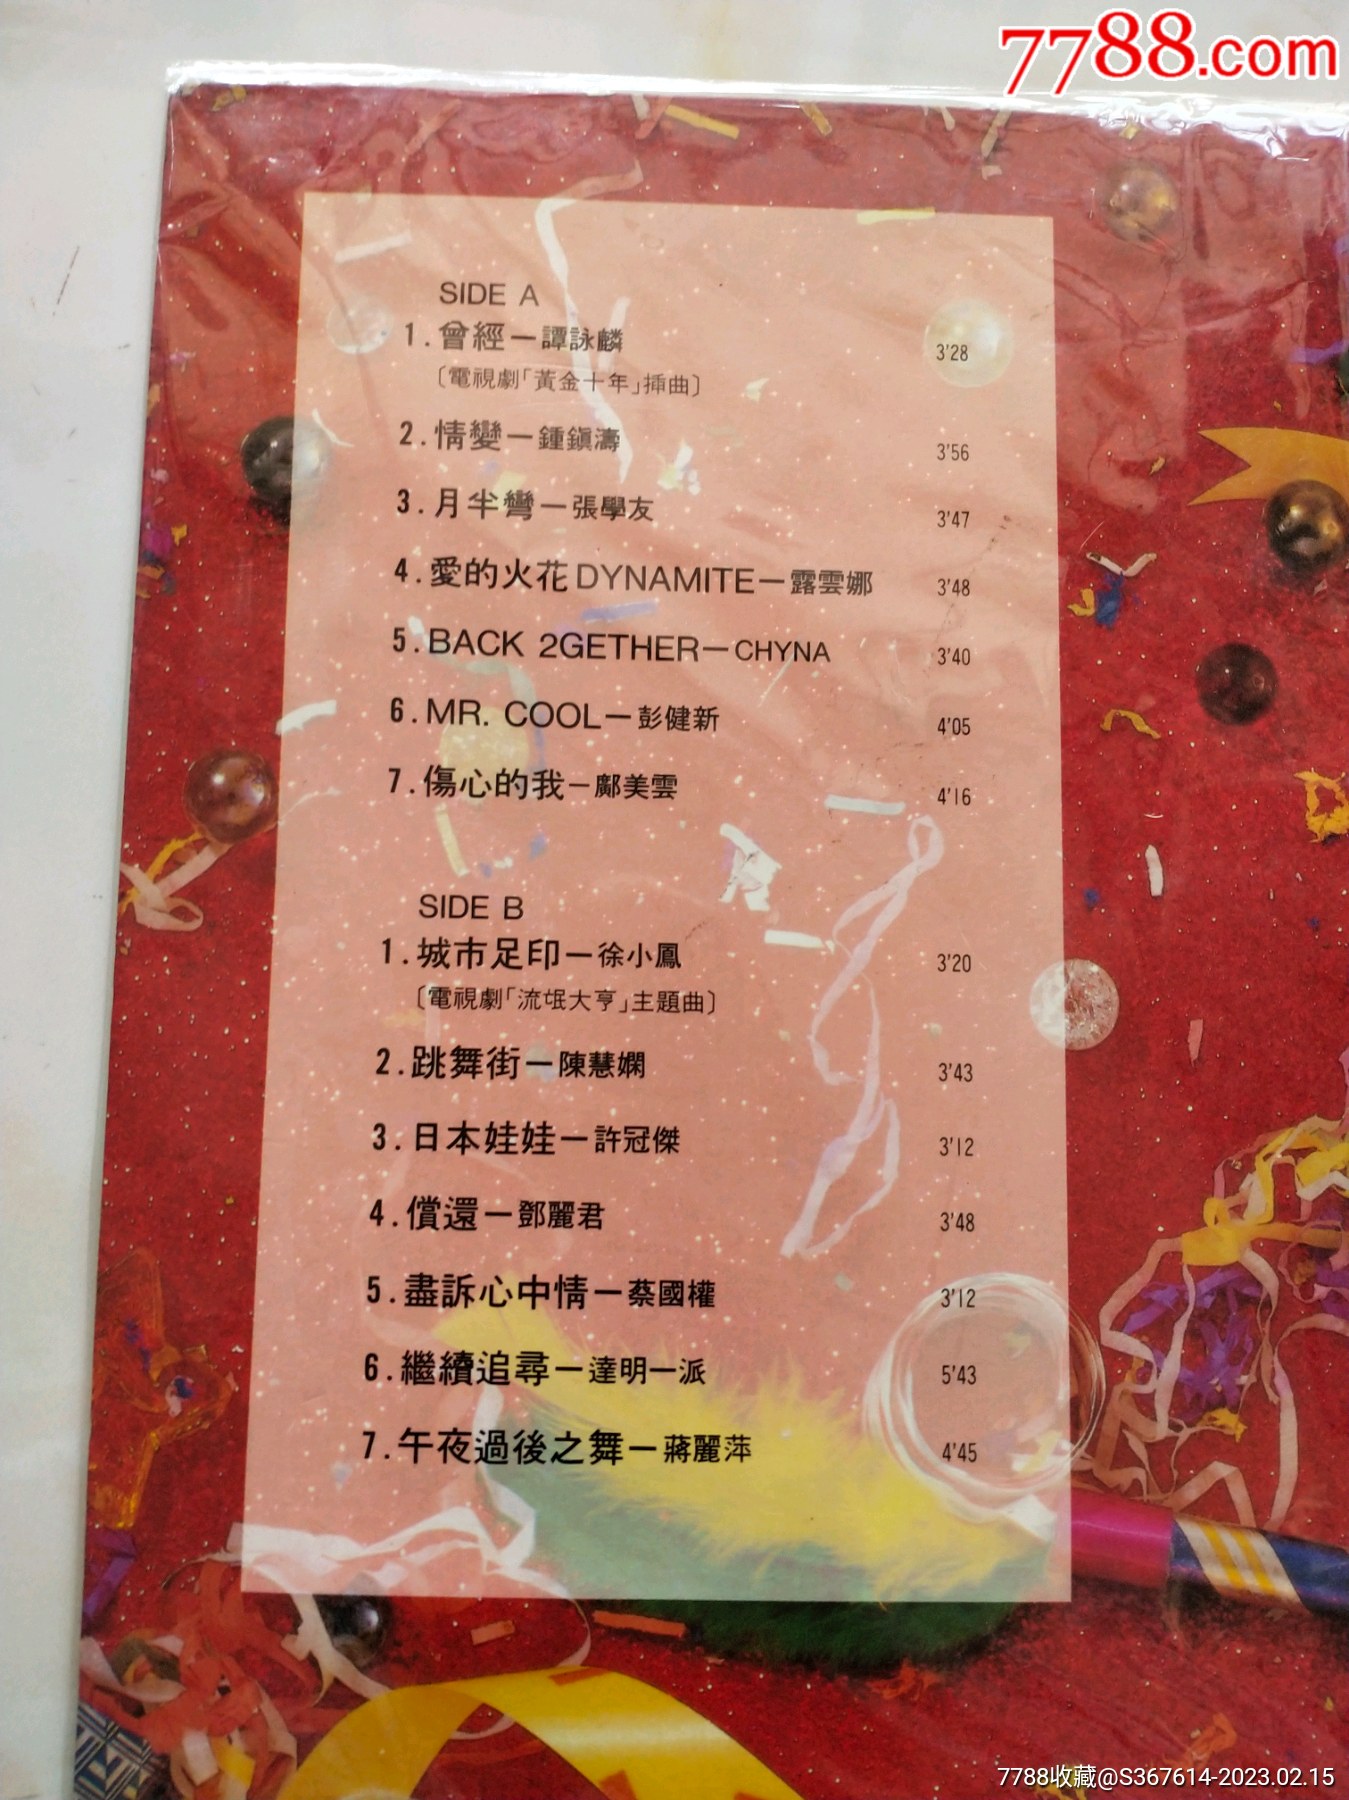 7788.com
SIDE A
1.曾經—譚詠麟 3'28
〔電視劇「黃金十年」插曲〕
2.情變—鍾鎮濤 3'56
3.月半彎—張學友 3'47
4.愛的火花DYNAMITE—露雲娜 3'48
5.BACK 2GETHER—CHYNA 3'40
6.MR. COOL—彭健新 4'05
7.傷心的我—鄺美雲 4'16
SIDE B
1.城市足印—徐小鳳 3'20
〔電視劇「流氓大亨」主題曲〕
2.跳舞街—陳慧嫻 3'43
3.日本娃娃—許冠傑 3'12
4.償還—鄧麗君 3'48
5.盡訴心中情—蔡國權 3'12
6.繼續追尋—達明一派 5'43
7.午夜過後之舞—蔣麗萍 4'45
7788收藏@S367614-2023.02.15